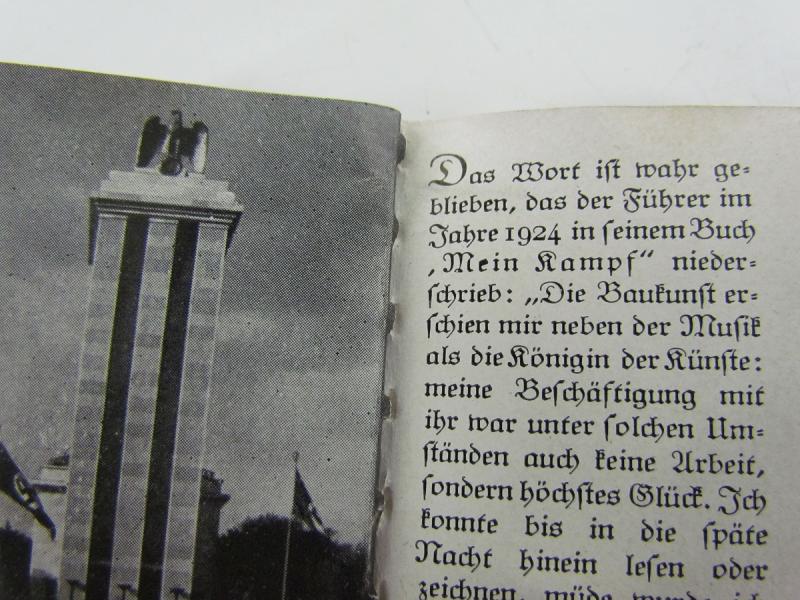 Das Wort ist wahr ge-
blieben, das der Führer im
Jahre 1924 in seinem Buch
„Mein Kampf“ nieder-
schrieb: „Die Baukunst er-
schien mir neben der Musik
als die Königin der Künste:
meine Beschäftigung mit
ihr war unter solchen Um-
ständen auch keine Arbeit,
sondern höchstes Glück. Ich
konnte bis in die späte
Nacht hinein lesen oder
zeichnen, müde wurde ich